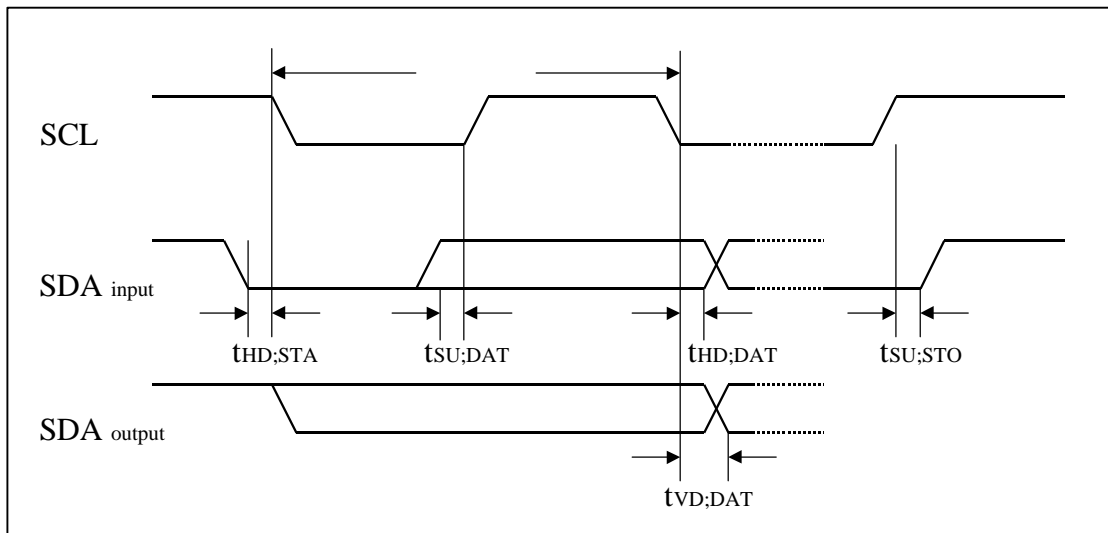 SCL
SDA input
tHD;STA tSU;DAT tHD;DAT tSU;STO
SDA output
tVD;DAT